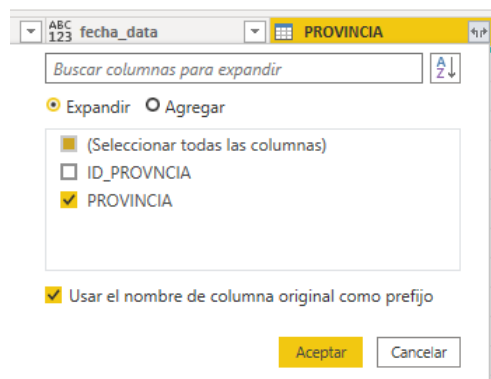 ABC
123 fecha_data PROVINCIA
Buscar columnas para expandir A
Z
Expandir Agregar
(Seleccionar todas las columnas)
ID_PROVNCIA
PROVINCIA
Usar el nombre de columna original como prefijo
Aceptar Cancelar